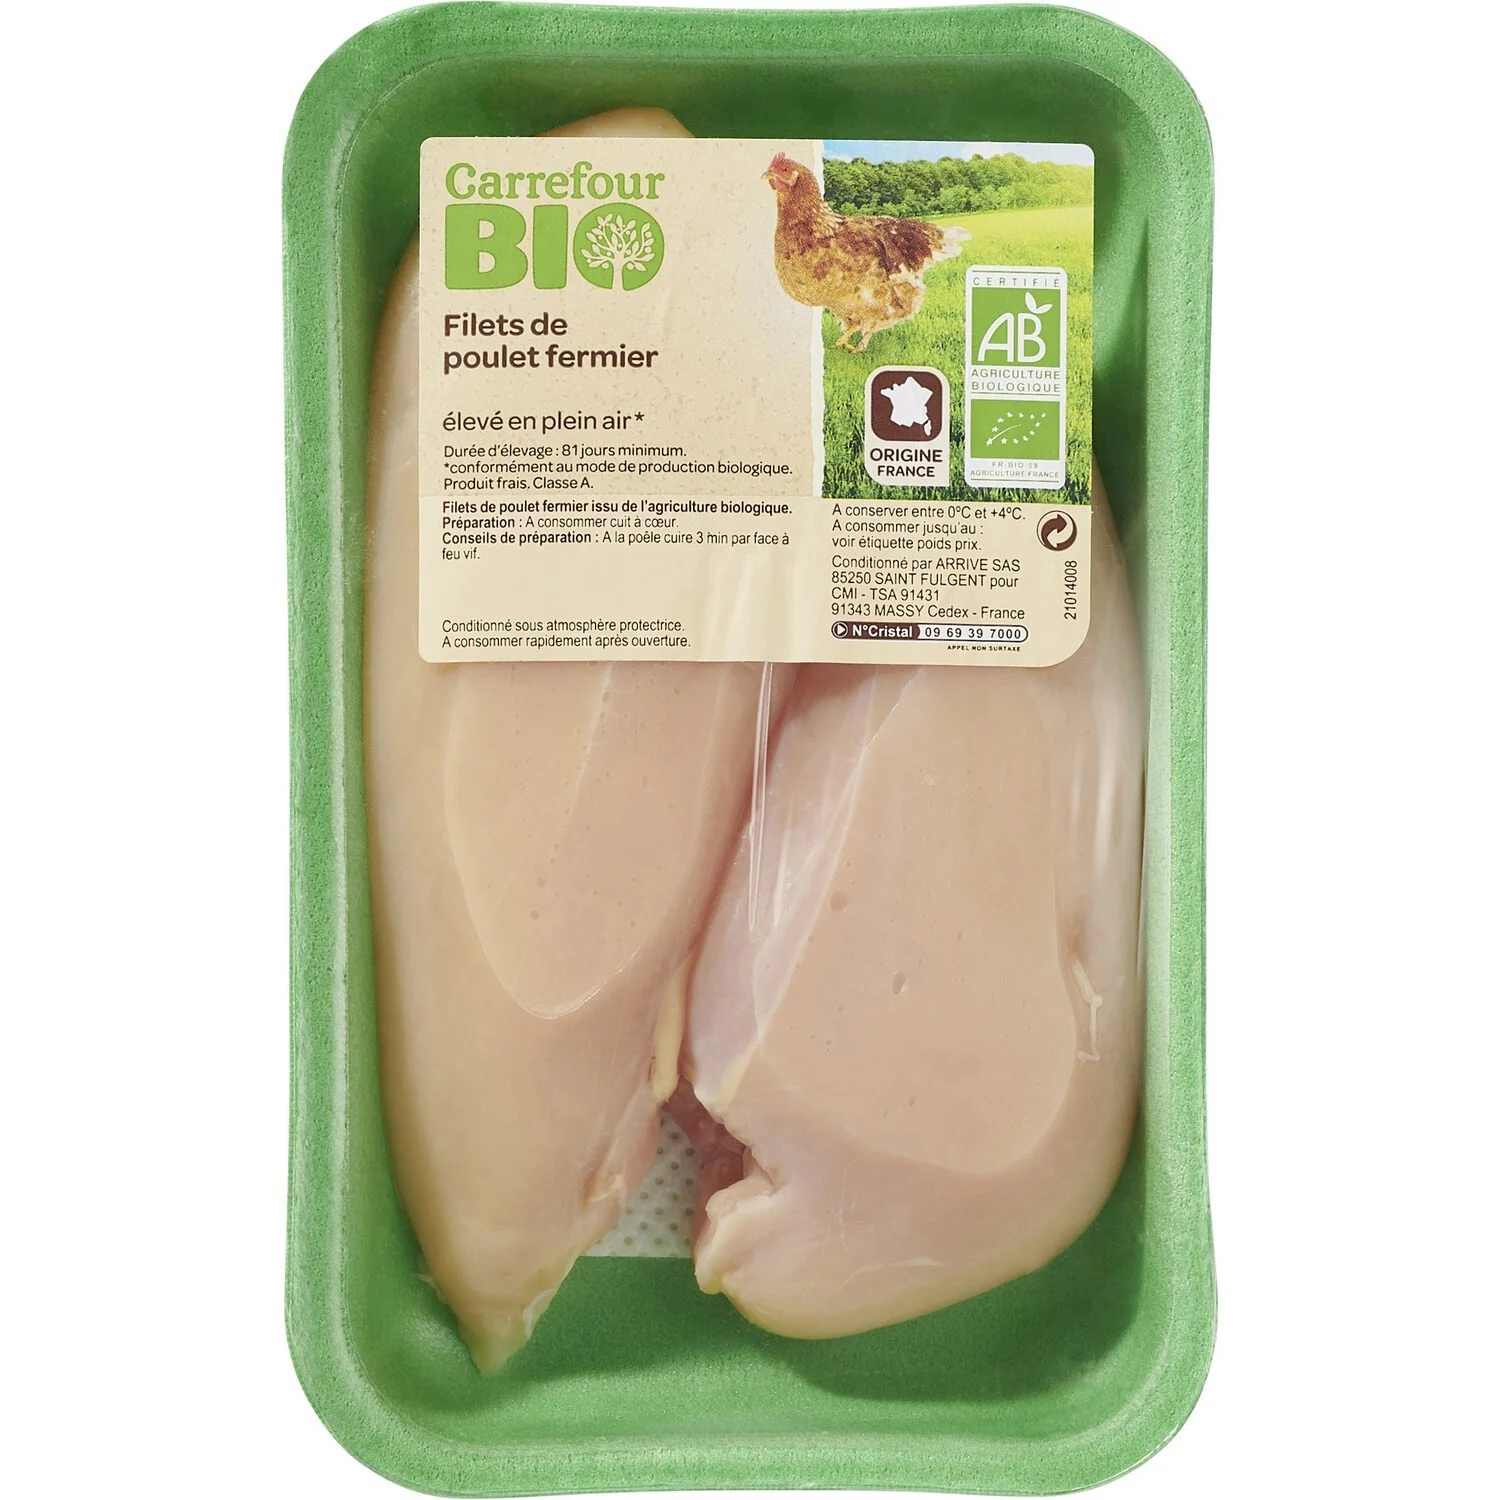 Carrefour
BIO
Filets de
poulet fermier
élevé en plein air*
Durée d'élevage : 81 jours minimum.
*conformément au mode de production biologique.
Produit frais. Classe A.
Filets de poulet fermier issu de l'agriculture biologique.
Préparation : A consommer cuit à cœur.
Conseils de préparation : A la poêle cuire 3 min par face à
feu vif.
Conditionné sous atmosphère protectrice.
A consommer rapidement après ouverture.
CERTIFIÉ
AB
AGRICULTURE
BIOLOGIQUE
FR-BIO-09
AGRICULTURE FRANCE
ORIGINE
FRANCE
A conserver entre 0°C et +4°C.
A consommer jusqu'au :
voir étiquette poids prix.
Conditionné par ARRIVE SAS
85250 SAINT FULGENT pour
CMI - TSA 91431
91343 MASSY Cedex - France
N°Cristal 09 69 39 7000
APPEL NON SURTAXÉ
21014008